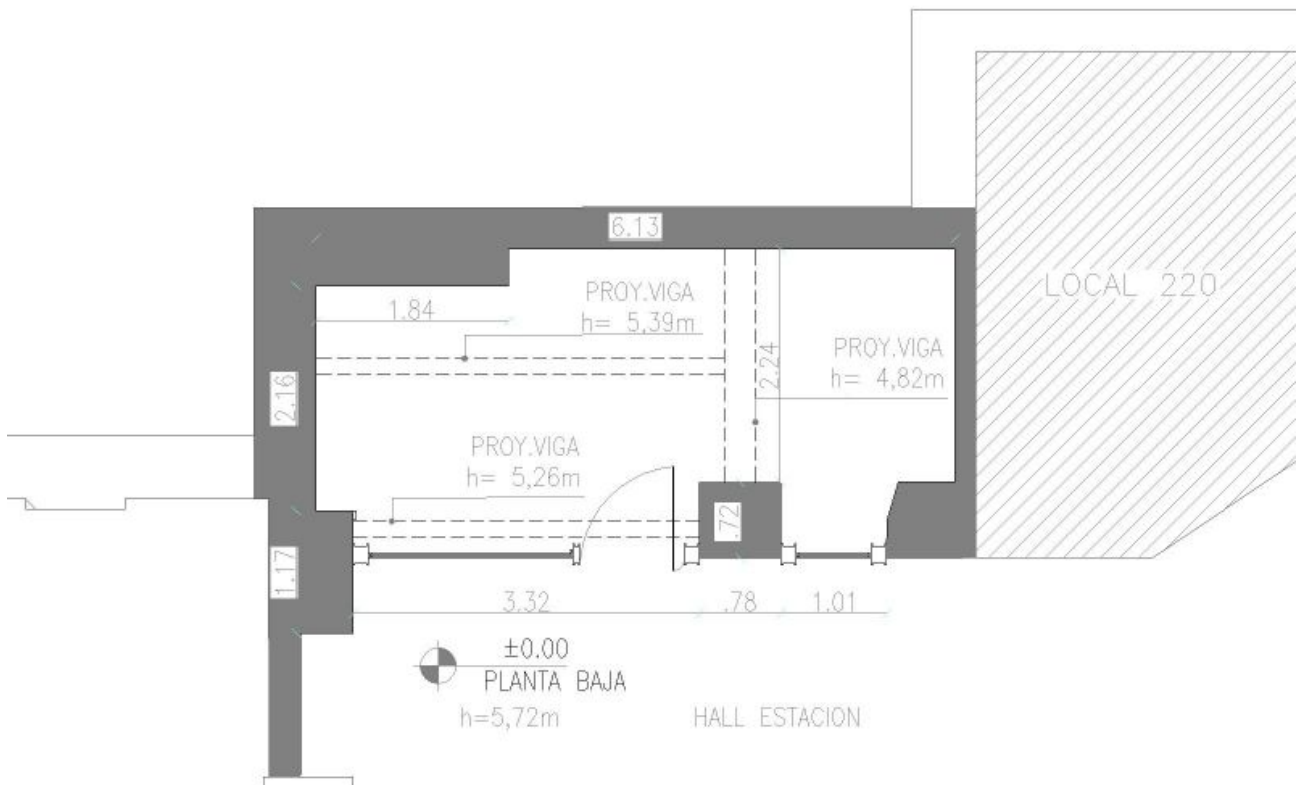 6.13
LOCAL 220
PROY.VIGA
h= 5,39m
1.84
PROY.VIGA
h= 4,82m
2.24
2.16
PROY.VIGA
h= 5,26m
.72
1.17
3.32
.78
1.01
±0.00
PLANTA BAJA
h=5,72m
HALL ESTACION